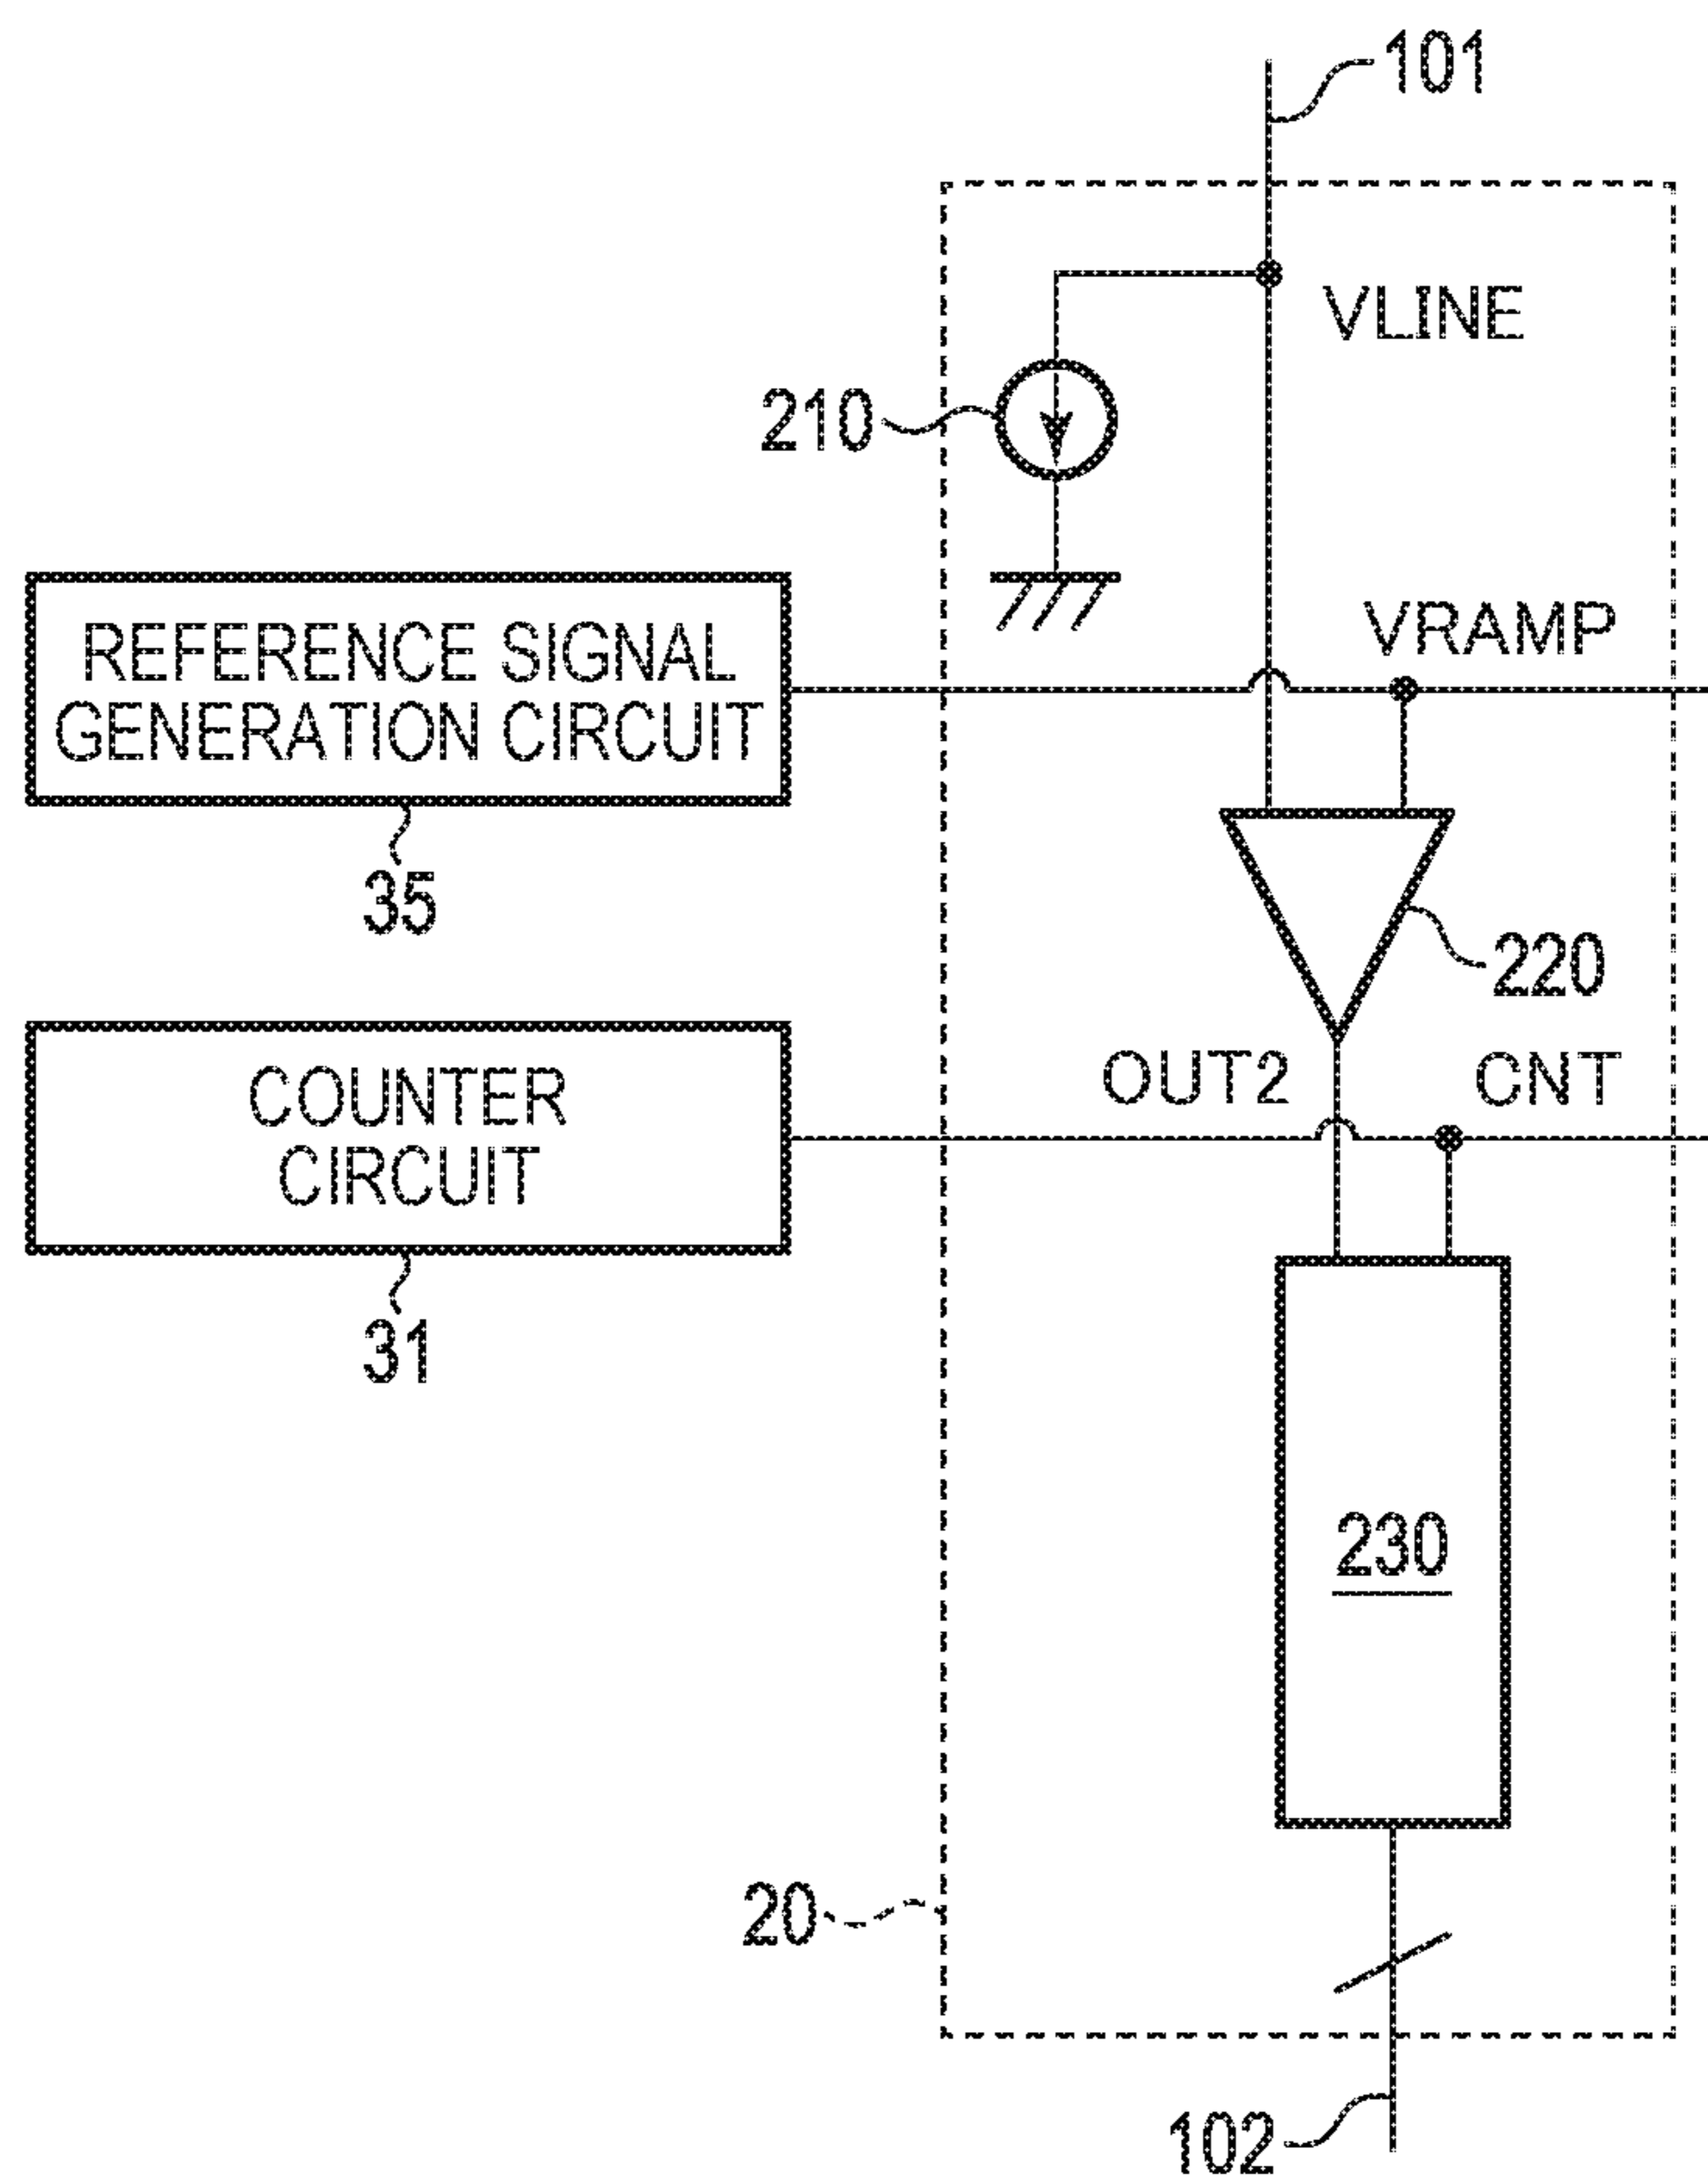 101
VLINE
210
VRAMP
REFERENCE SIGNAL
GENERATION CIRCUIT
35
220
OUT2
CNT
COUNTER
CIRCUIT
31
230
20
102